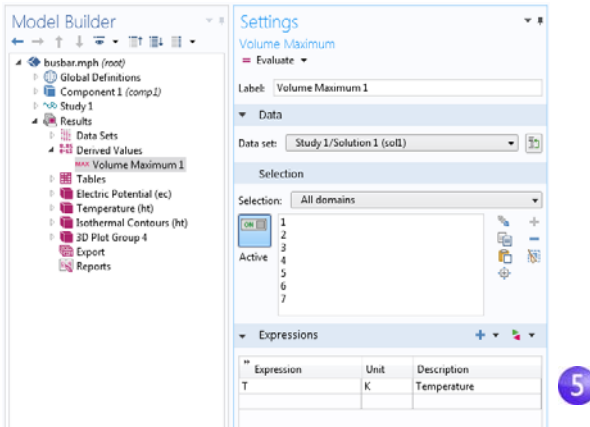 Model Builder
busbar.mph (root)
Global Definitions
Component 1 (comp1)
Study 1
Results
Data Sets
Derived Values
MAX Volume Maximum 1
Tables
Electric Potential (ec)
Temperature (ht)
Isothermal Contours (ht)
3D Plot Group 4
Export
Reports
Settings
Volume Maximum
= Evaluate
Label: Volume Maximum 1
Data
Data set: Study 1/Solution 1 (sol1)
Selection
Selection: All domains
ON
Active
1
2
3
4
5
6
7
Expressions
Expression Unit Description
T K Temperature
5